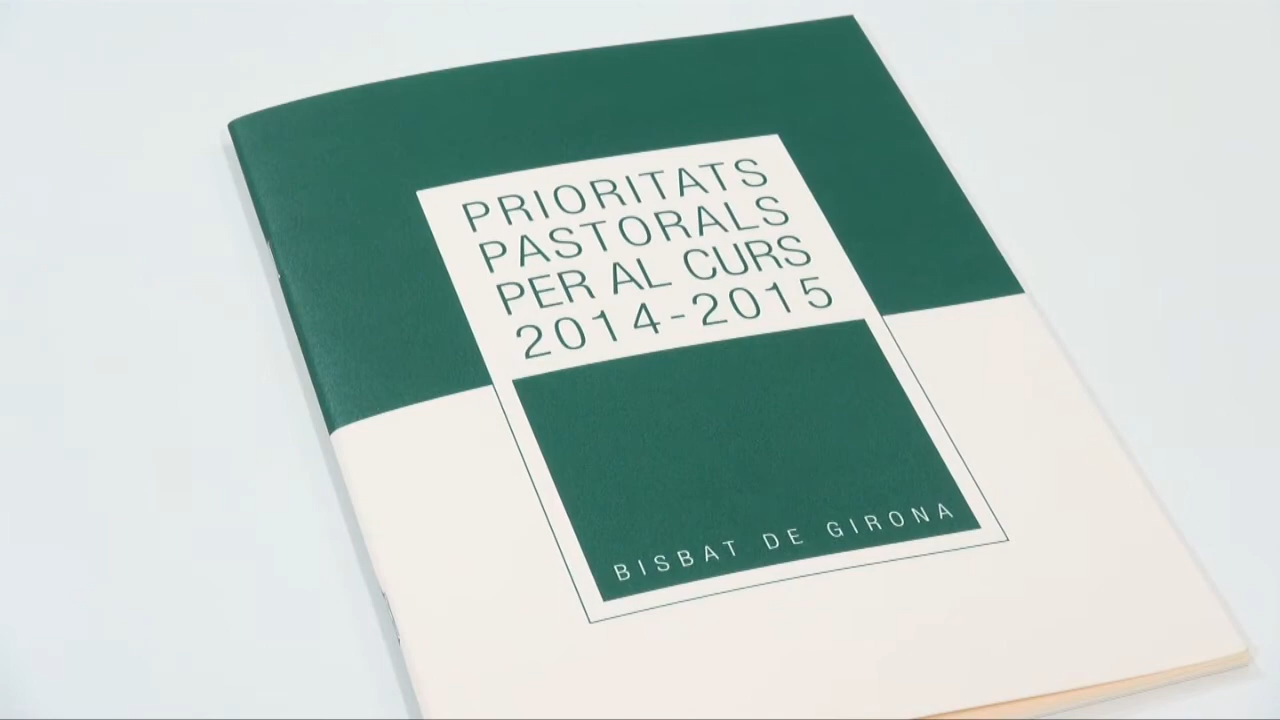 PRIORITATS
PASTORALS
PER AL CURS
2014-2015
BISBAT DE GIRONA